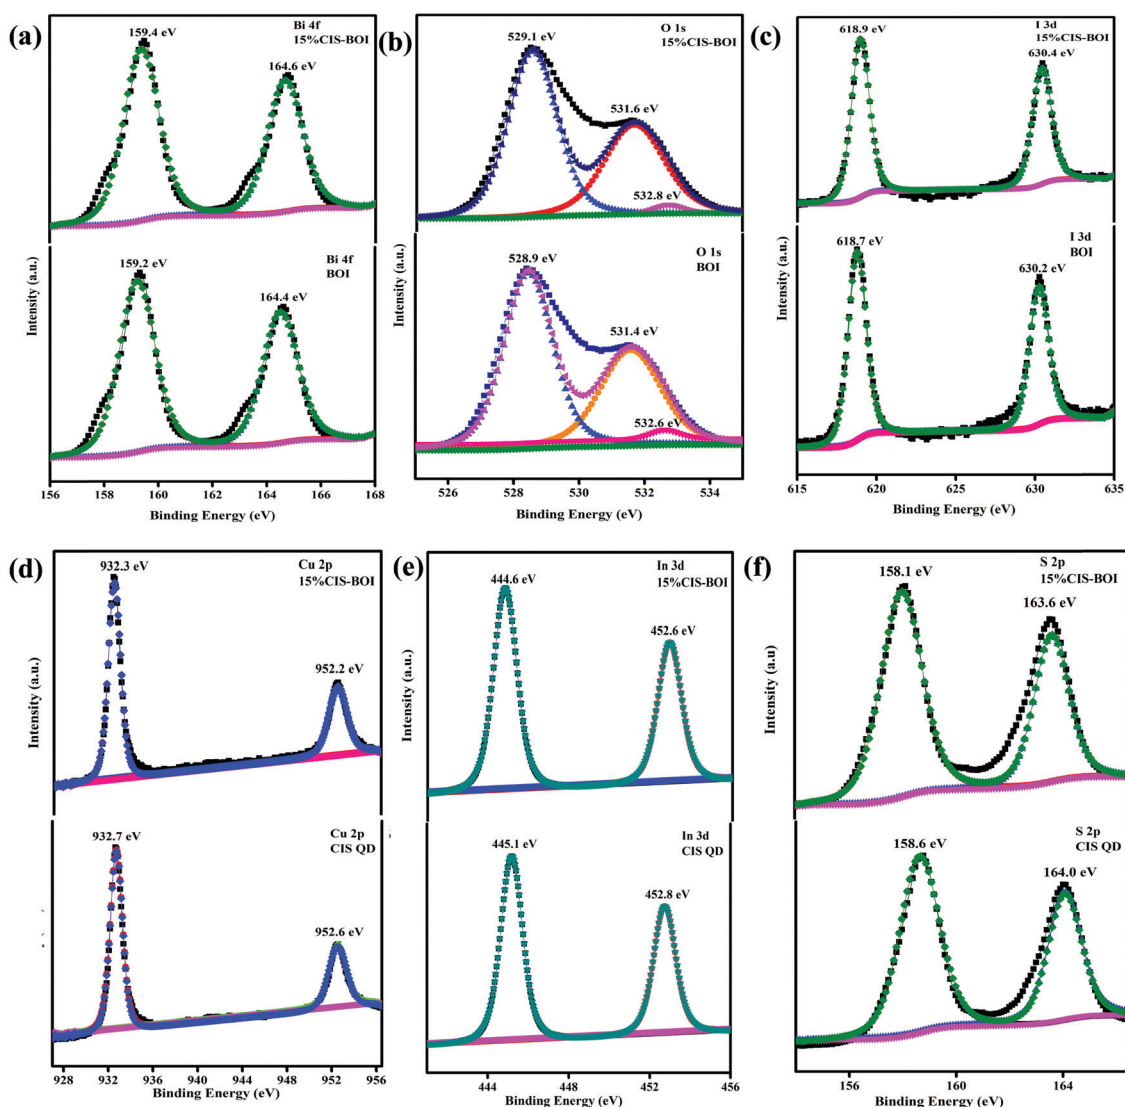 (a)
Bi 4f
15%CIS-BOI
159.4 eV
164.6 eV
Bi 4f
BOI
159.2 eV
164.4 eV
Intensity (a.u.)
156 158 160 162 164 166 168
Binding Energy (eV)
(b)
O 1s
15%CIS-BOI
529.1 eV
531.6 eV
532.8 eV
O 1s
BOI
528.9 eV
531.4 eV
532.6 eV
Intensity (a.u.)
526 528 530 532 534
Binding Energy (eV)
(c)
I 3d
15%CIS-BOI
618.9 eV
630.4 eV
I 3d
BOI
618.7 eV
630.2 eV
Intensity (a.u.)
615 620 625 630 635
Binding Energy (eV)
(d)
Cu 2p
15%CIS-BOI
932.3 eV
952.2 eV
Cu 2p
CIS QD
932.7 eV
952.6 eV
Intensity (a.u.)
928 932 936 940 944 948 952 956
Binding Energy (eV)
(e)
In 3d
15%CIS-BOI
444.6 eV
452.6 eV
In 3d
CIS QD
445.1 eV
452.8 eV
Intensity (a.u.)
444 448 452 456
Binding Energy (eV)
(f)
S 2p
15%CIS-BOI
158.1 eV
163.6 eV
S 2p
CIS QD
158.6 eV
164.0 eV
Intensity (a.u)
156 160 164
Binding Energy (eV)